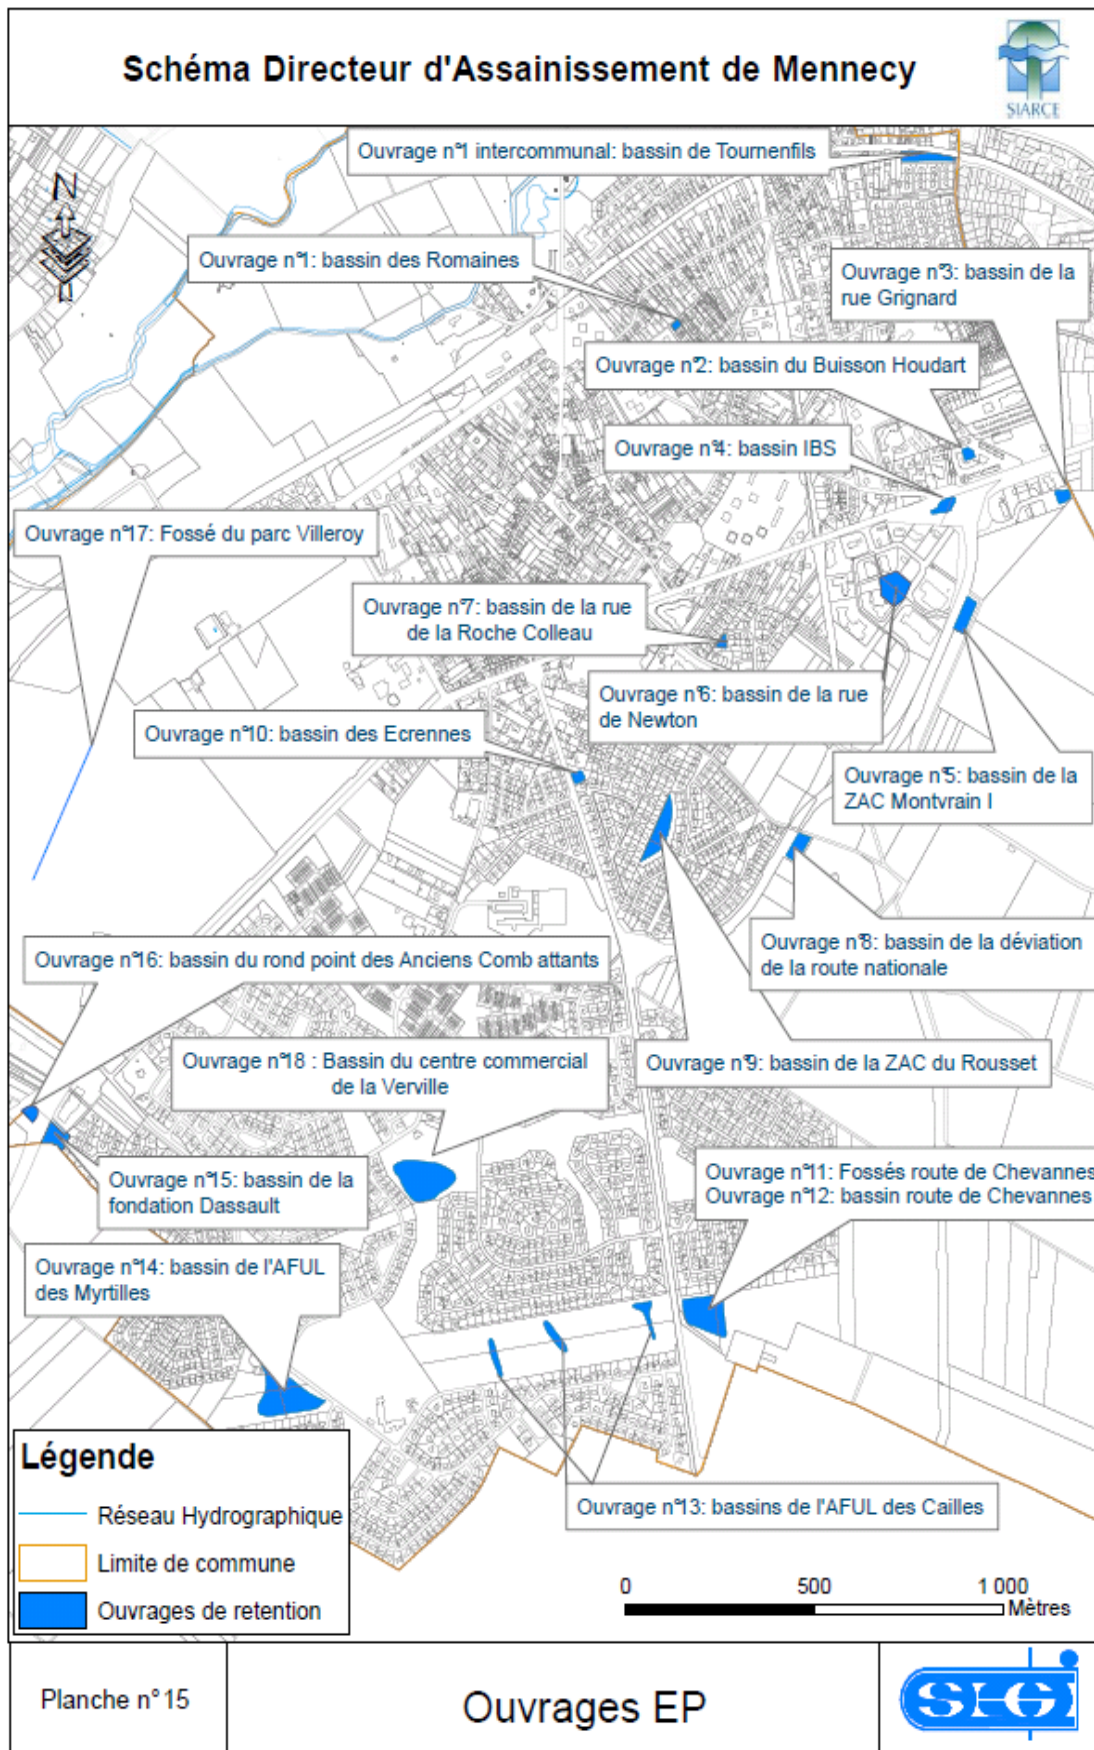 Schéma Directeur d'Assainissement de Mennecy
SIARCE
Ouvrage n°1 intercommunal: bassin de Tournenfils
N
Ouvrage n°1: bassin des Romaines
Ouvrage n°3: bassin de la
rue Grignard
Ouvrage n°2: bassin du Buisson Houdart
Ouvrage n°4: bassin IBS
Ouvrage n°17: Fossé du parc Villeroy
Ouvrage n°7: bassin de la rue
de la Roche Colleau
Ouvrage n°6: bassin de la rue
de Newton
Ouvrage n°10: bassin des Ecrennes
Ouvrage n°5: bassin de la
ZAC Montvrain I
Ouvrage n°8: bassin de la déviation
de la route nationale
Ouvrage n°16: bassin du rond point des Anciens Comb attants
Ouvrage n°18 : Bassin du centre commercial
de la Verville
Ouvrage n°9: bassin de la ZAC du Rousset
Ouvrage n°15: bassin de la
fondation Dassault
Ouvrage n°11: Fossés route de Chevannes
Ouvrage n°12: bassin route de Chevannes
Ouvrage n°14: bassin de l'AFUL
des Myrtilles
Ouvrage n°13: bassins de l'AFUL des Cailles
Légende
Réseau Hydrographique
Limite de commune
Ouvrages de retention
0 500 1 000
Mètres
Planche n°15
Ouvrages EP
SEGI